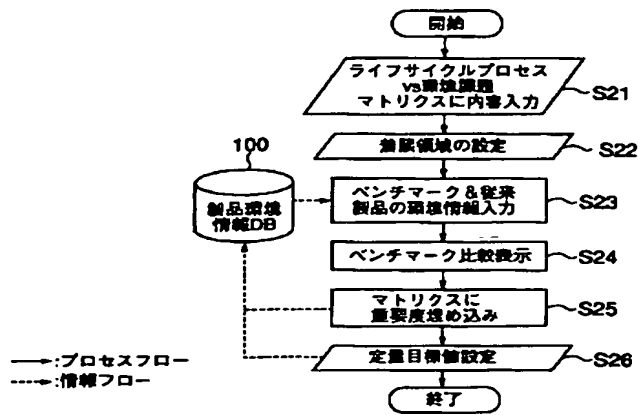 開始
ライフサイクルプロセス
vs環境課題
マトリクスに内容入力
S21
着眼領域の設定
S22
100
製品環境
情報DB
ベンチマーク&従来
製品の環境情報入力
S23
ベンチマーク比較表示
S24
マトリクスに
重要度埋め込み
S25
定量目標値設定
S26
終了
:プロセスフロー
:情報フロー